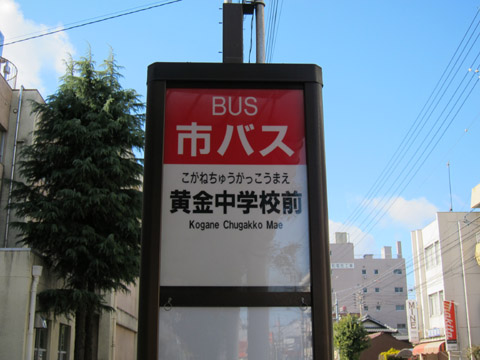 BUS
市バス
こがねちゅうがっこうまえ
黄金中学校前
Kogane Chugakko Mae
Makita